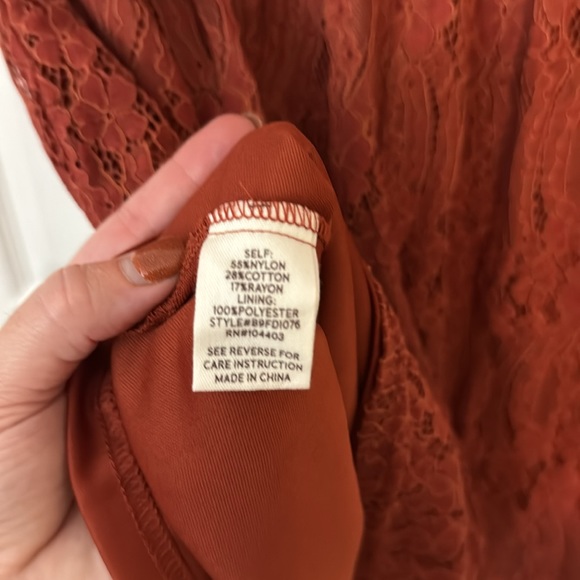 SELF:
55%NYLON
28%COTTON
17%RAYON
LINING:
100%POLYESTER
STYLE#B9FD1076
RN#104403
SEE REVERSE FOR
CARE INSTRUCTION
MADE IN CHINA